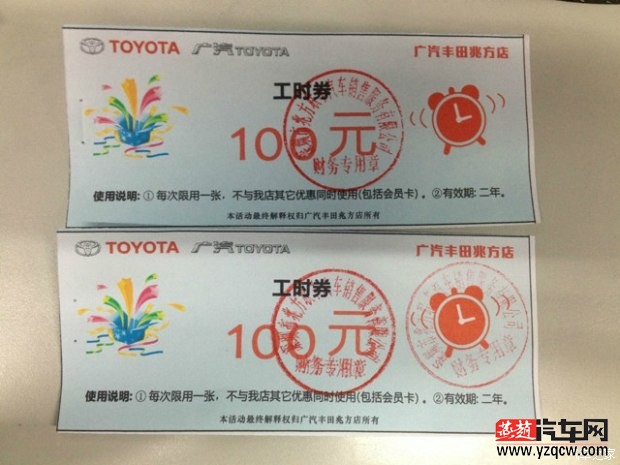 TOYOTA 广汽TOYOTA 广汽丰田兆方店
工时券
100元
财务专用章
使用说明:①每次限用一张,不与我店其它优惠同时使用(包括会员卡)。②有效期:二年。
本活动最终解释权归广汽丰田兆方店所有
TOYOTA 广汽TOYOTA 广汽丰田兆方店
工时券
100元
财务专用章
财务专用章
使用说明:①每次限用一张,不与我店其它优惠同时使用(包括会员卡)。②有效期:二年。
本活动最终解释权归广汽丰田兆方店所有
燕赵汽车网
www.yzqcw.com